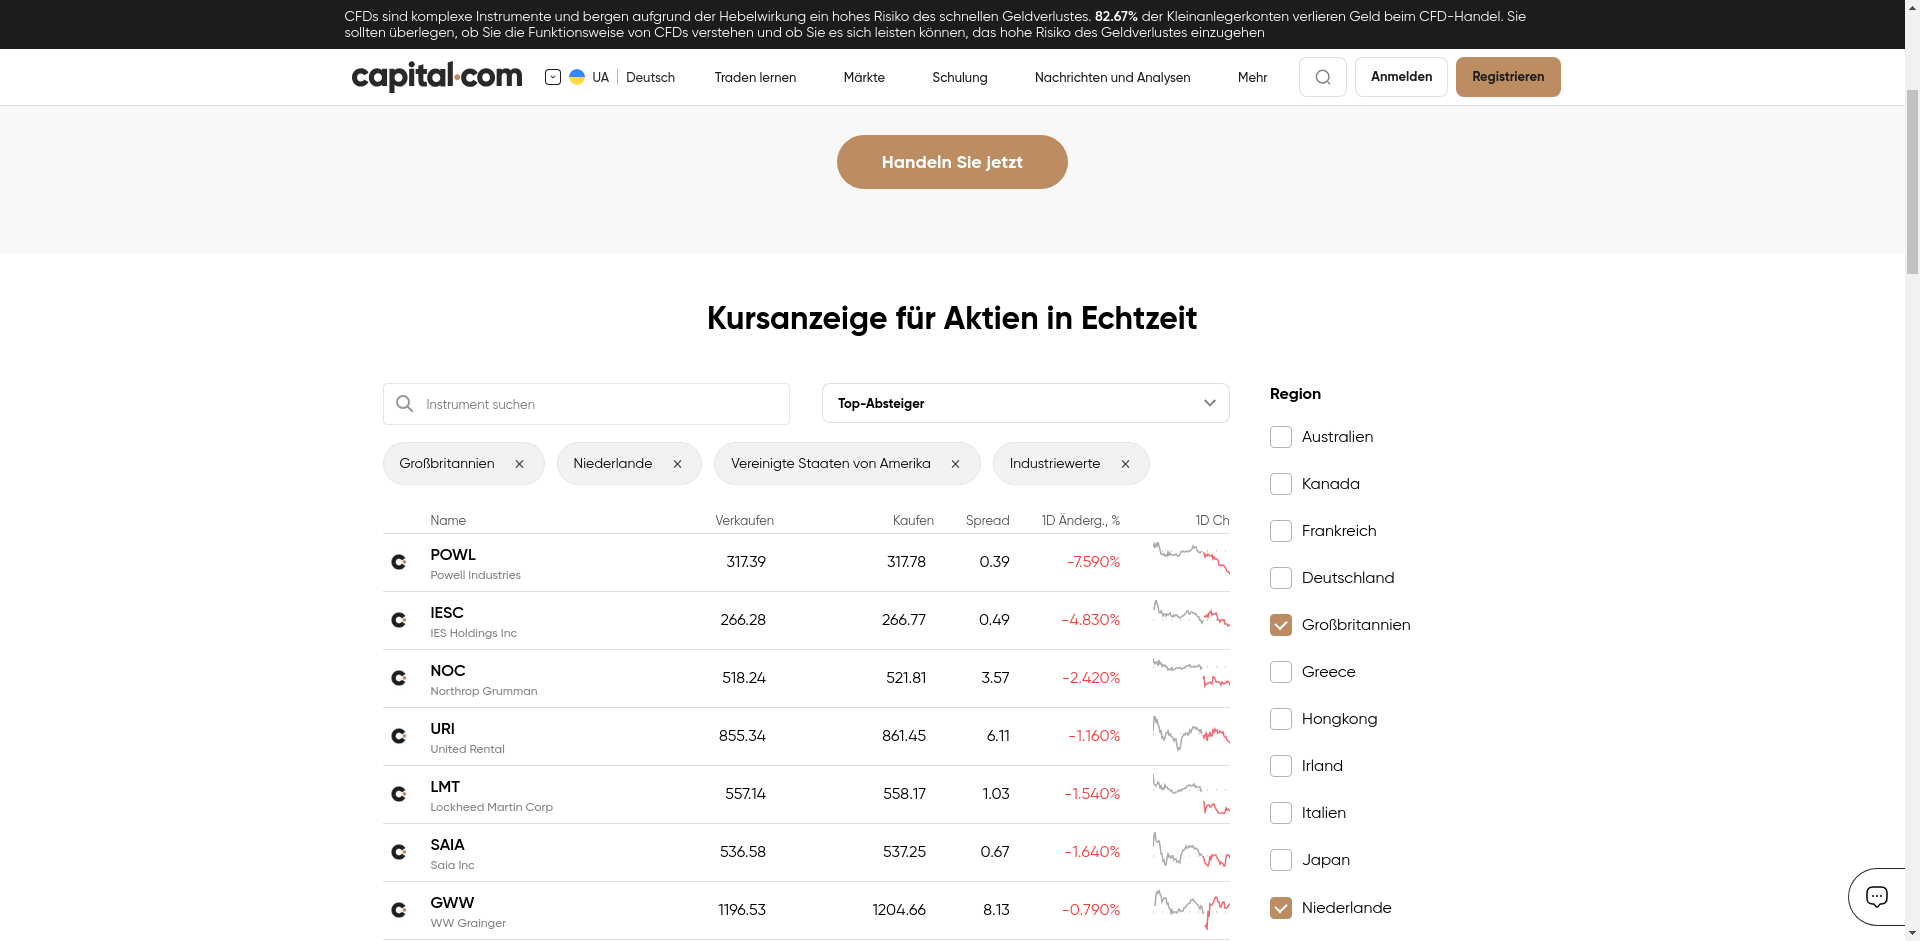 CFDs sind komplexe Instrumente und bergen aufgrund der Hebelwirkung ein hohes Risiko des schnellen Geldverlustes. 82.67% der Kleinanlegerkonten verlieren Geld beim CFD-Handel. Sie
sollten überlegen, ob Sie die Funktionsweise von CFDs verstehen und ob Sie es sich leisten können, das hohe Risiko des Geldverlustes einzugehen
capital.com UA Deutsch Traden lernen Märkte Schulung Nachrichten und Analysen Mehr Anmelden Registrieren
Handeln Sie jetzt
Kursanzeige für Aktien in Echtzeit
Instrument suchen Top-Absteiger
Großbritannien Niederlande Vereinigte Staaten von Amerika Industriewerte
Name Verkaufen Kaufen Spread 1D Änderg., % 1D Ch
POWL 317.39 317.78 0.39 -7.590%
Powell Industries
IESC 266.28 266.77 0.49 -4.830%
IES Holdings Inc
NOC 518.24 521.81 3.57 -2.420%
Northrop Grumman
URI 855.34 861.45 6.11 -1.160%
United Rental
LMT 557.14 558.17 1.03 -1.540%
Lockheed Martin Corp
SAIA 536.58 537.25 0.67 -1.640%
Saia Inc
GWW 1196.53 1204.66 8.13 -0.790%
WW Grainger
Region
Australien
Kanada
Frankreich
Deutschland
Großbritannien
Greece
Hongkong
Irland
Italien
Japan
Niederlande